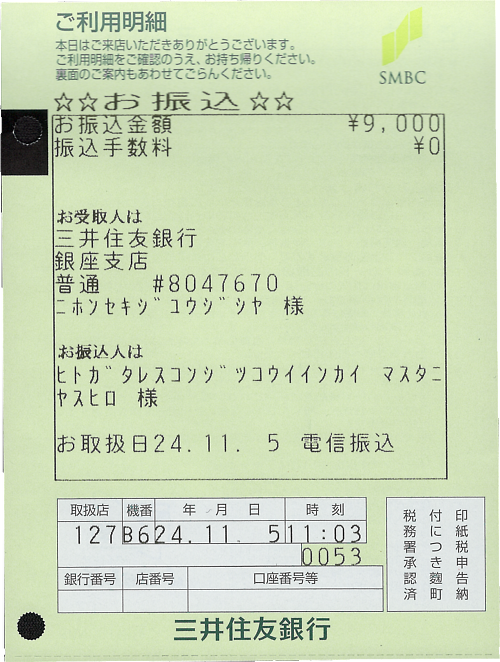 ご利用明細
本日はご来店いただきありがとうございます。
ご利用明細をご確認のうえ、お持ち帰りください。
裏面のご案内もあわせてごらんください。
SMBC
☆☆お振込☆☆
お振込金額 ¥9,000
振込手数料 ¥0
お受取人は
三井住友銀行
銀座支店
普通 #8047670
ニホンセキジユウジシヤ 様
お振込人は
ヒトガタレスコンジツコウイインカイ マスタニ
ヤスヒロ 様
お取扱日24.11. 5 電信振込
取扱店 機番 年 月 日 時 刻
127 B6 24.11. 5 11:03
0053
銀行番号 店番号 口座番号等
印紙税申告納
付につき麹町
税務署承認済
三井住友銀行